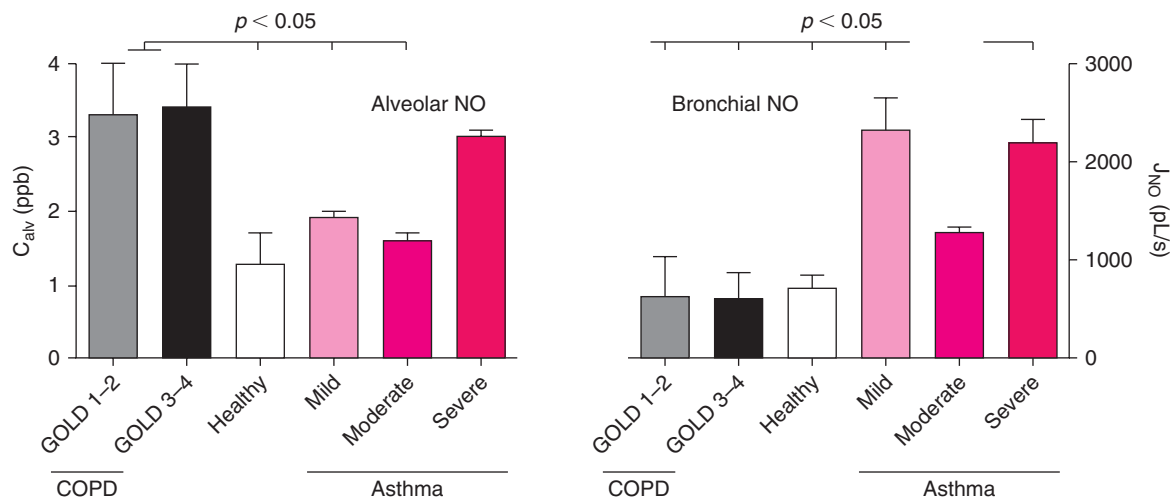 p < 0.05
4
3
2
1
0
C_alv (ppb)
Alveolar NO
GOLD 1–2
GOLD 3–4
Healthy
Mild
Moderate
Severe
COPD
Asthma
p < 0.05
Bronchial NO
3000
2000
1000
0
J_NO (pL/s)
GOLD 1–2
GOLD 3–4
Healthy
Mild
Moderate
Severe
COPD
Asthma